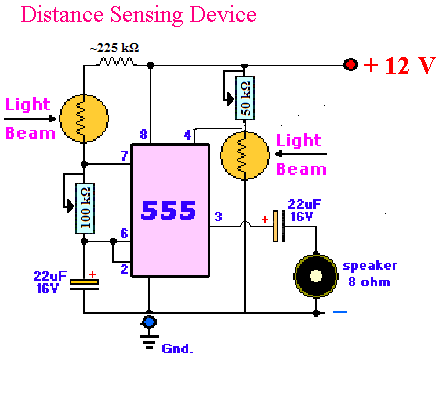 Distance Sensing Device
~225 kΩ
+ 12 V
50 kΩ
Light
Beam
8
4
Light
Beam
7
100 kΩ
555
3
+
22uF
16V
6
2
22uF
16V
+
speaker
8 ohm
Gnd.